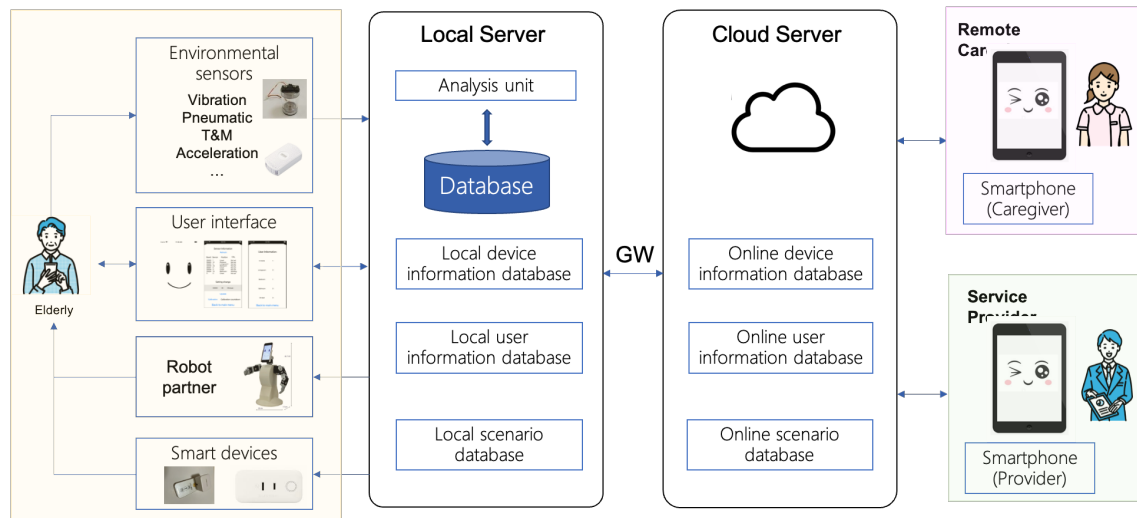 Environmental
sensors
Vibration
Pneumatic
T&M
Acceleration
...
User interface
Elderly
Robot
partner
Smart devices
Local Server
Analysis unit
Database
Local device
information database
Local user
information database
Local scenario
database
GW
Cloud Server
Online device
information database
Online user
information database
Online scenario
database
Remote
Smartphone
(Caregiver)
Service
Smartphone
(Provider)